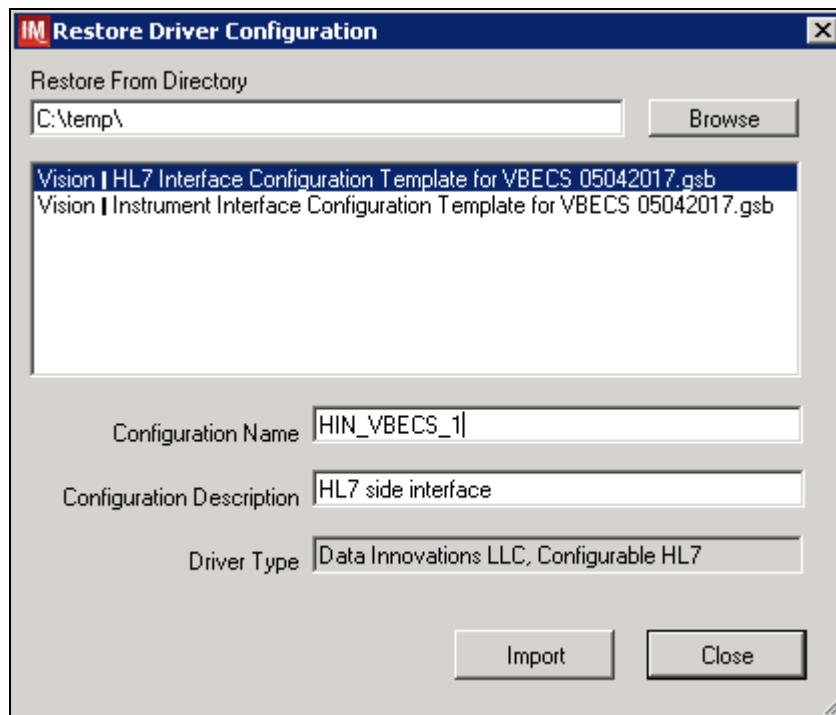 IM Restore Driver Configuration
Restore From Directory
C:\temp\
Browse
Vision | HL7 Interface Configuration Template for VBECS 05042017.gsb
Vision | Instrument Interface Configuration Template for VBECS 05042017.gsb
Configuration Name HIN_VBECS_1
Configuration Description HL7 side interface
Driver Type Data Innovations LLC, Configurable HL7
Import Close